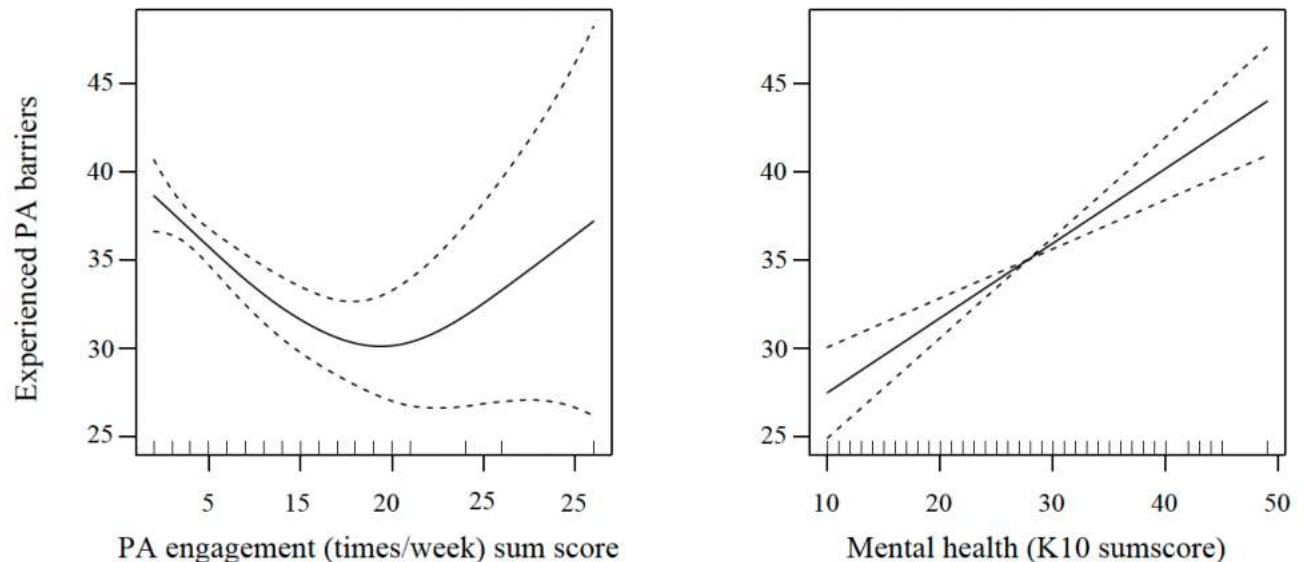 Experienced PA barriers
45
40
35
30
25
5 15 20 25 25
PA engagement (times/week) sum score
45
40
35
30
25
10 20 30 40 50
Mental health (K10 sumscore)